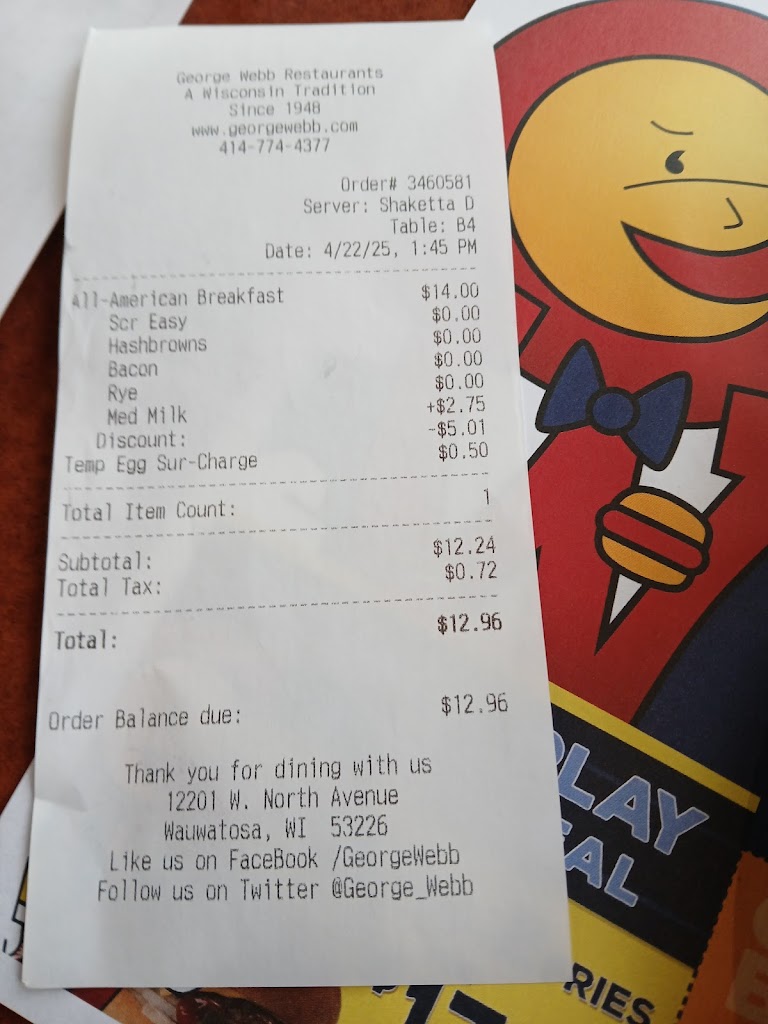 George Webb Restaurants
A Wisconsin Tradition
Since 1948
www.georgewebb.com
414-774-4377
Order# 3460581
Server: Shaketta D
Table: B4
Date: 4/22/25, 1:45 PM
All-American Breakfast $14.00
Scr Easy $0.00
Hashbrowns $0.00
Bacon $0.00
Rye $0.00
Med Milk +$2.75
Discount: -$5.01
Temp Egg Sur-Charge $0.50
Total Item Count: 1
Subtotal: $12.24
Total Tax: $0.72
Total: $12.96
Order Balance due: $12.96
Thank you for dining with us
12201 W. North Avenue
Wauwatosa, WI 53226
Like us on FaceBook /GeorgeWebb
Follow us on Twitter @George_Webb